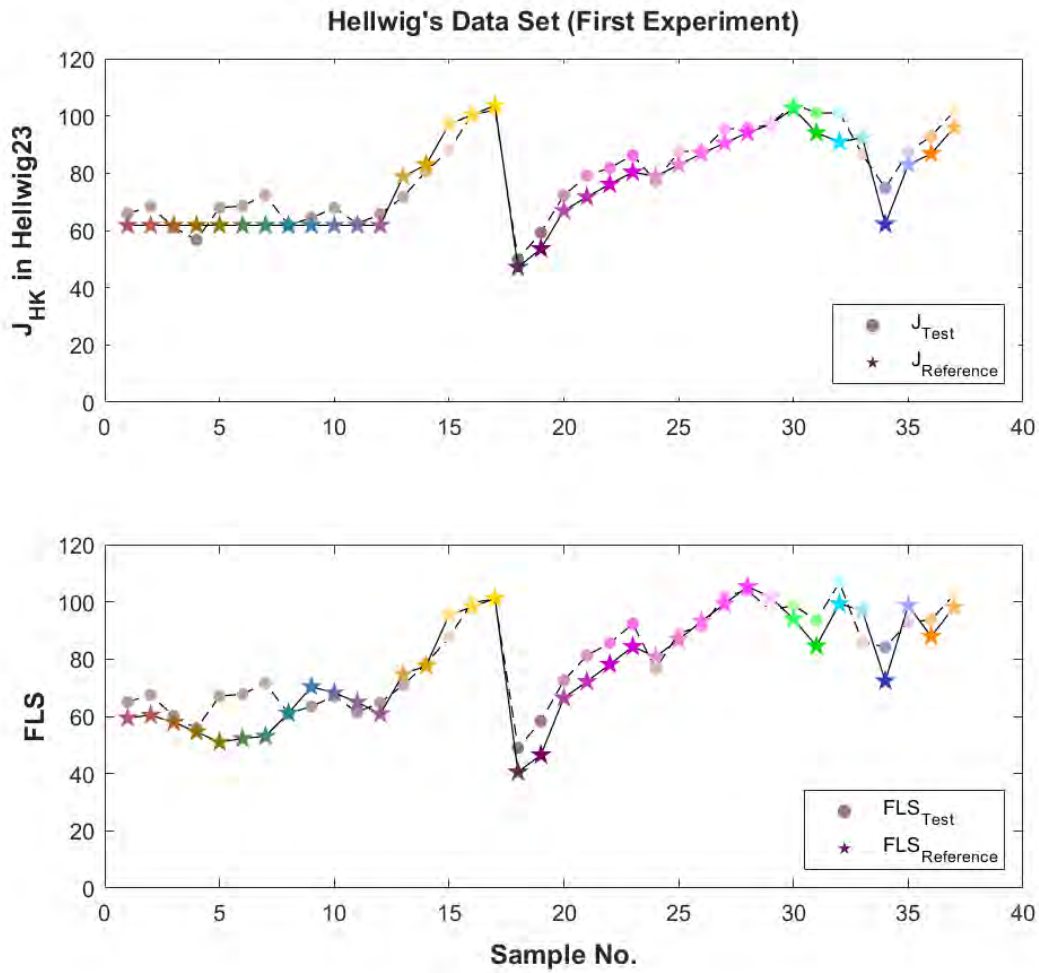 Hellwig's Data Set (First Experiment)
120
100
80
60
40
20
0
J_HK in Hellwig23
J_Test
J_Reference
0 5 10 15 20 25 30 35 40
120
100
80
60
40
20
0
FLS
FLS_Test
FLS_Reference
0 5 10 15 20 25 30 35 40
Sample No.